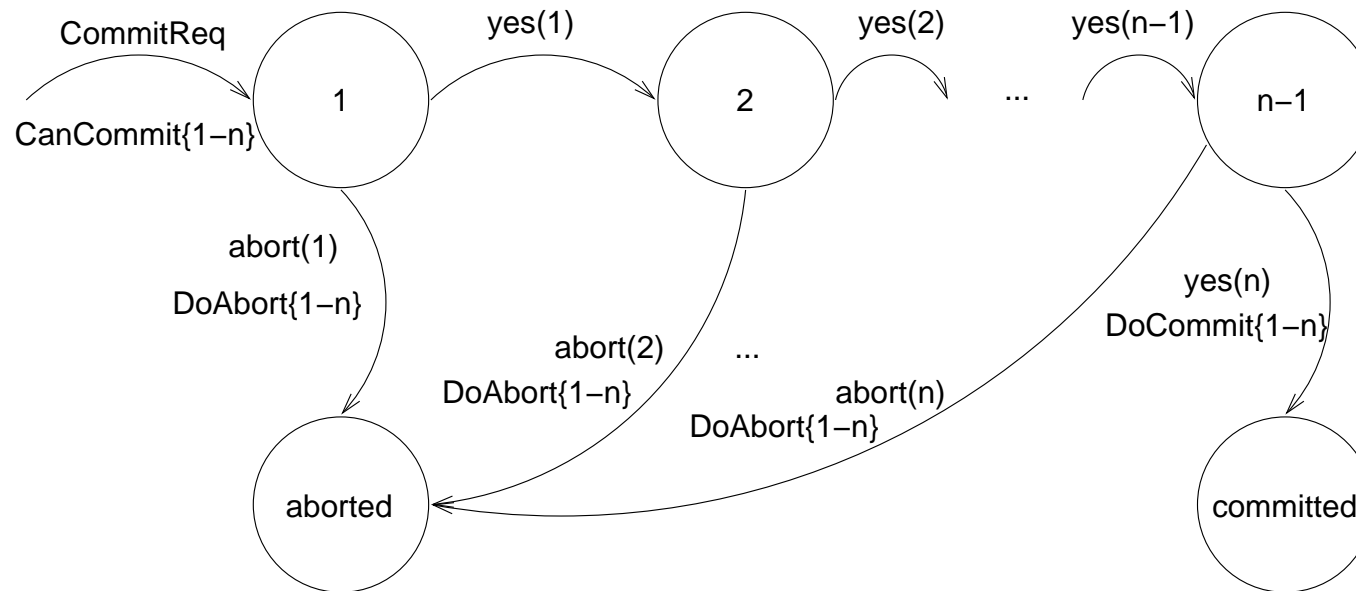 CommitReq
CanCommit{1−n}
1
yes(1)
2
yes(2)
...
yes(n−1)
n−1
abort(1)
DoAbort{1−n}
abort(2)
DoAbort{1−n}
...
abort(n)
DoAbort{1−n}
yes(n)
DoCommit{1−n}
aborted
committed